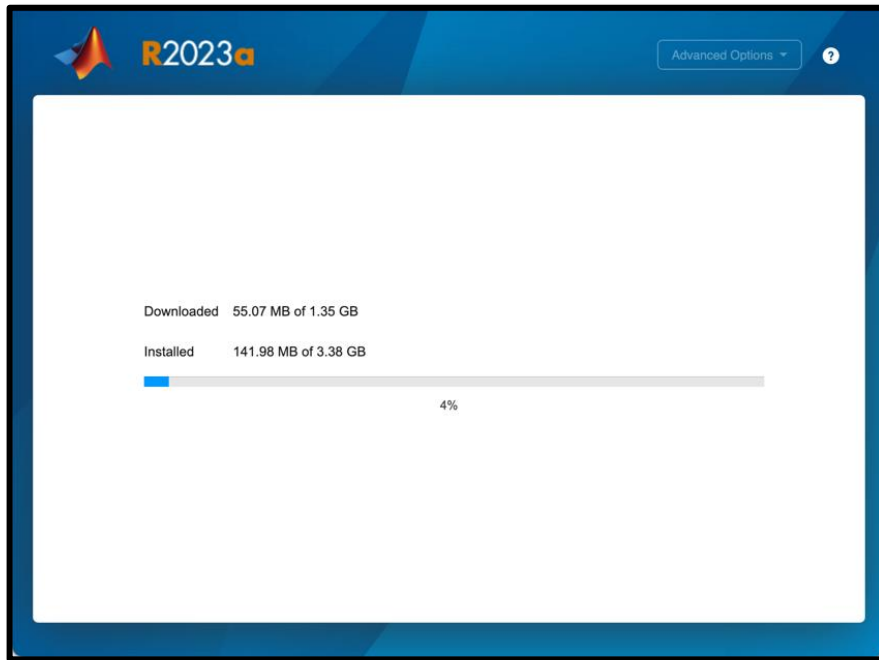 R2023a
Advanced Options
?
Downloaded 55.07 MB of 1.35 GB
Installed 141.98 MB of 3.38 GB
4%